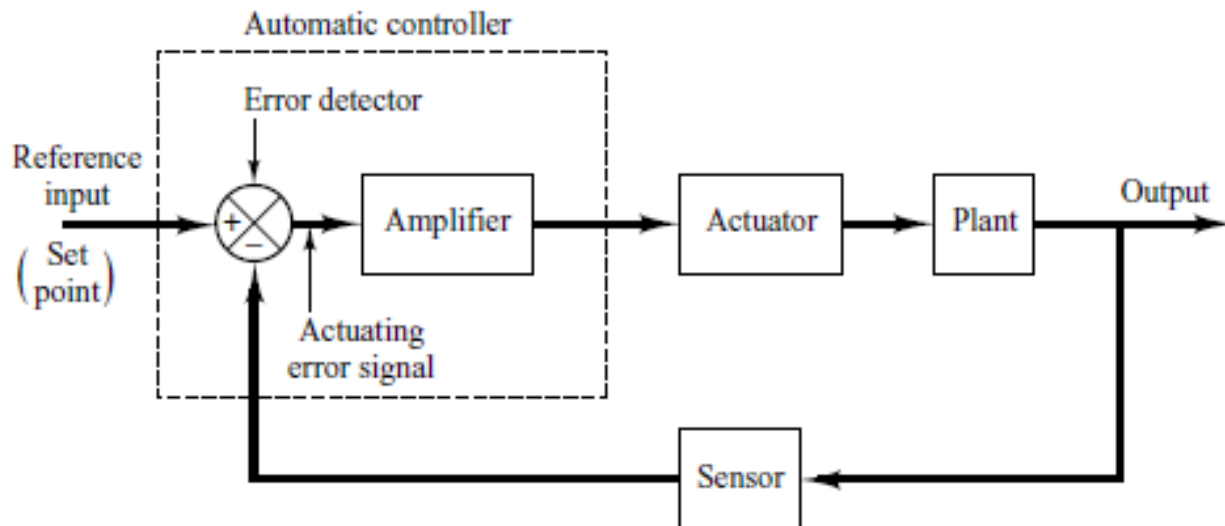 Automatic controller
Error detector
Reference
input
(Set
point)
+
−
Amplifier
Actuator
Plant
Output
Actuating
error signal
Sensor